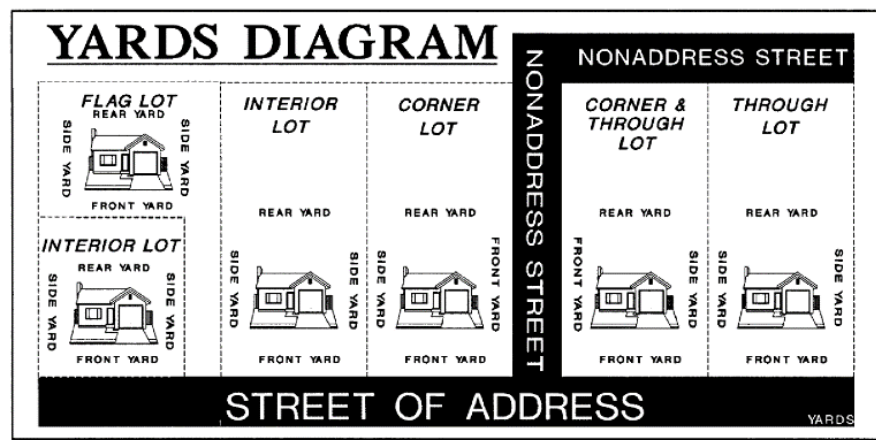 YARDS DIAGRAM
NONADDRESS STREET
NONADDRESS STREET
FLAG LOT
REAR YARD
SIDE YARD
SIDE YARD
FRONT YARD
INTERIOR LOT
REAR YARD
SIDE YARD
SIDE YARD
FRONT YARD
INTERIOR
LOT
REAR YARD
SIDE YARD
SIDE YARD
FRONT YARD
CORNER
LOT
REAR YARD
SIDE YARD
FRONT YARD
FRONT YARD
CORNER &
THROUGH
LOT
REAR YARD
FRONT YARD
SIDE YARD
FRONT YARD
THROUGH
LOT
REAR YARD
SIDE YARD
SIDE YARD
FRONT YARD
STREET OF ADDRESS
YARDS